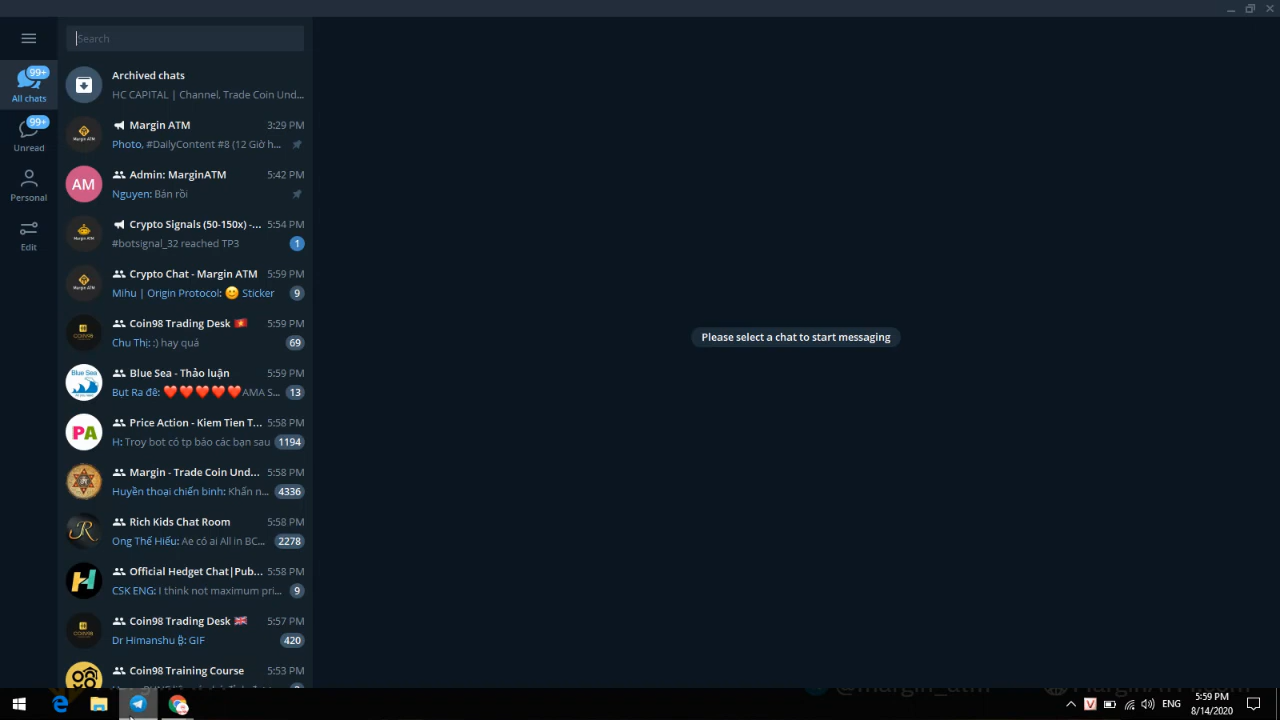 Search
99+
All chats
99+
Unread
Personal
Edit
Archived chats
HC CAPITAL | Channel, Trade Coin Und...
Margin ATM 3:29 PM
Photo, #DailyContent #8 (12 Giờ h...
AM
Admin: MarginATM 5:42 PM
Nguyen: Bán rồi
Crypto Signals (50-150x) -... 5:54 PM
#botsignal_32 reached TP3 1
Crypto Chat - Margin ATM 5:59 PM
Mihu | Origin Protocol: 😊 Sticker 9
Coin98 Trading Desk 🇻🇳 5:59 PM
Chu Thị: :) hay quá 69
Blue Sea - Thảo luận 5:59 PM
Bụt Ra đê: ❤️❤️❤️❤️❤️AMA S... 13
PA
Price Action - Kiem Tien T... 5:58 PM
H: Troy bot có tp báo các bạn sau 1194
Margin - Trade Coin Und... 5:58 PM
Huyền thoại chiến binh: Khẩn n... 4336
Rich Kids Chat Room 5:58 PM
Ong Thế Hiếu: Ae có ai All in BC... 2278
Official Hedget Chat|Pub... 5:58 PM
CSK ENG: I think not maximum pri... 9
Coin98 Trading Desk 🇬🇧 5:57 PM
Dr Himanshu ₿: GIF 420
Coin98 Training Course 5:53 PM
Please select a chat to start messaging
@margin_atm
ENG
5:59 PM
8/14/2020